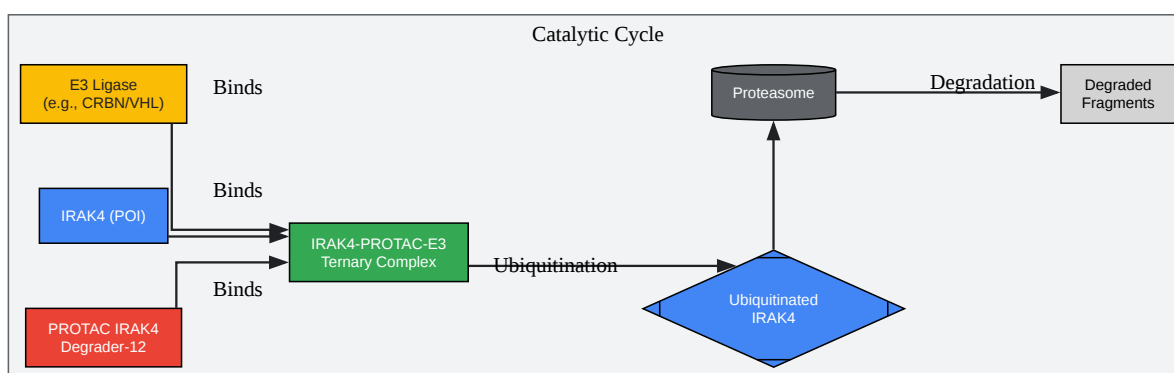 Catalytic Cycle
E3 Ligase
(e.g., CRBN/VHL)
Binds
Proteasome
Degradation
Degraded
Fragments
IRAK4 (POI)
Binds
IRAK4-PROTAC-E3
Ternary Complex
Ubiquitination
Binds
Ubiquitinated
IRAK4
PROTAC IRAK4
Degrader-12